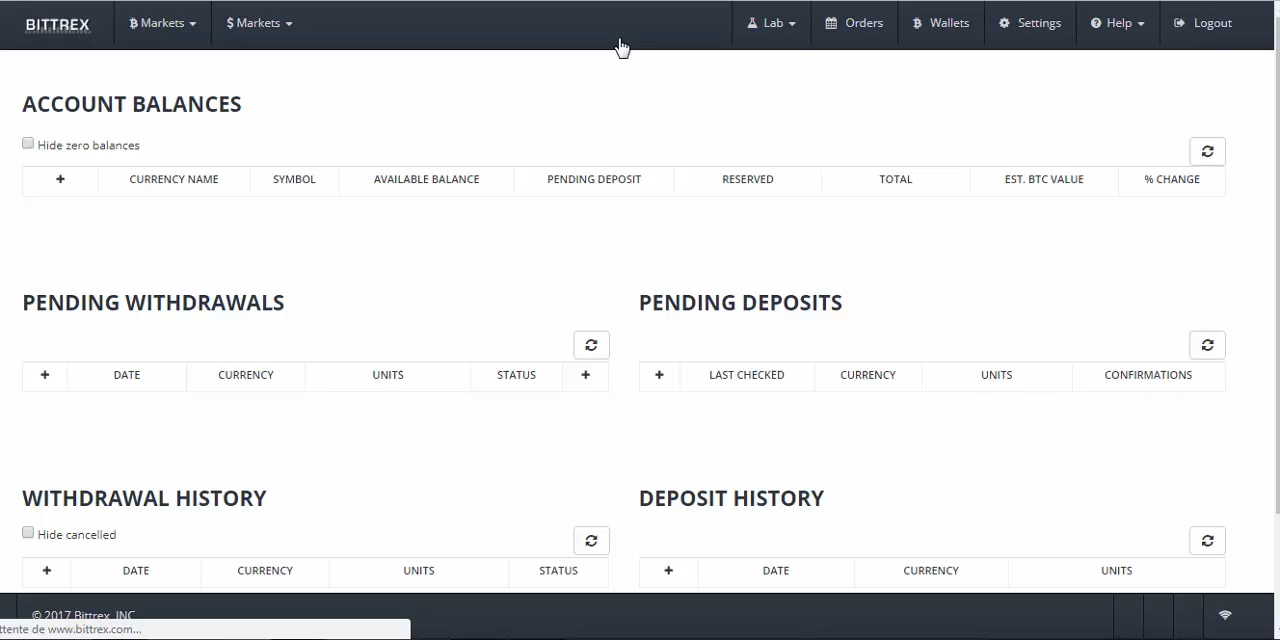 BITTREX
฿ Markets
$ Markets
Lab
Orders
Wallets
Settings
Help
Logout
ACCOUNT BALANCES
Hide zero balances
+ CURRENCY NAME SYMBOL AVAILABLE BALANCE PENDING DEPOSIT RESERVED TOTAL EST. BTC VALUE % CHANGE
PENDING WITHDRAWALS
+ DATE CURRENCY UNITS STATUS +
PENDING DEPOSITS
+ LAST CHECKED CURRENCY UNITS CONFIRMATIONS
WITHDRAWAL HISTORY
Hide cancelled
+ DATE CURRENCY UNITS STATUS
DEPOSIT HISTORY
+ DATE CURRENCY UNITS
© 2017 Bittrex, INC
ttente de www.bittrex.com...